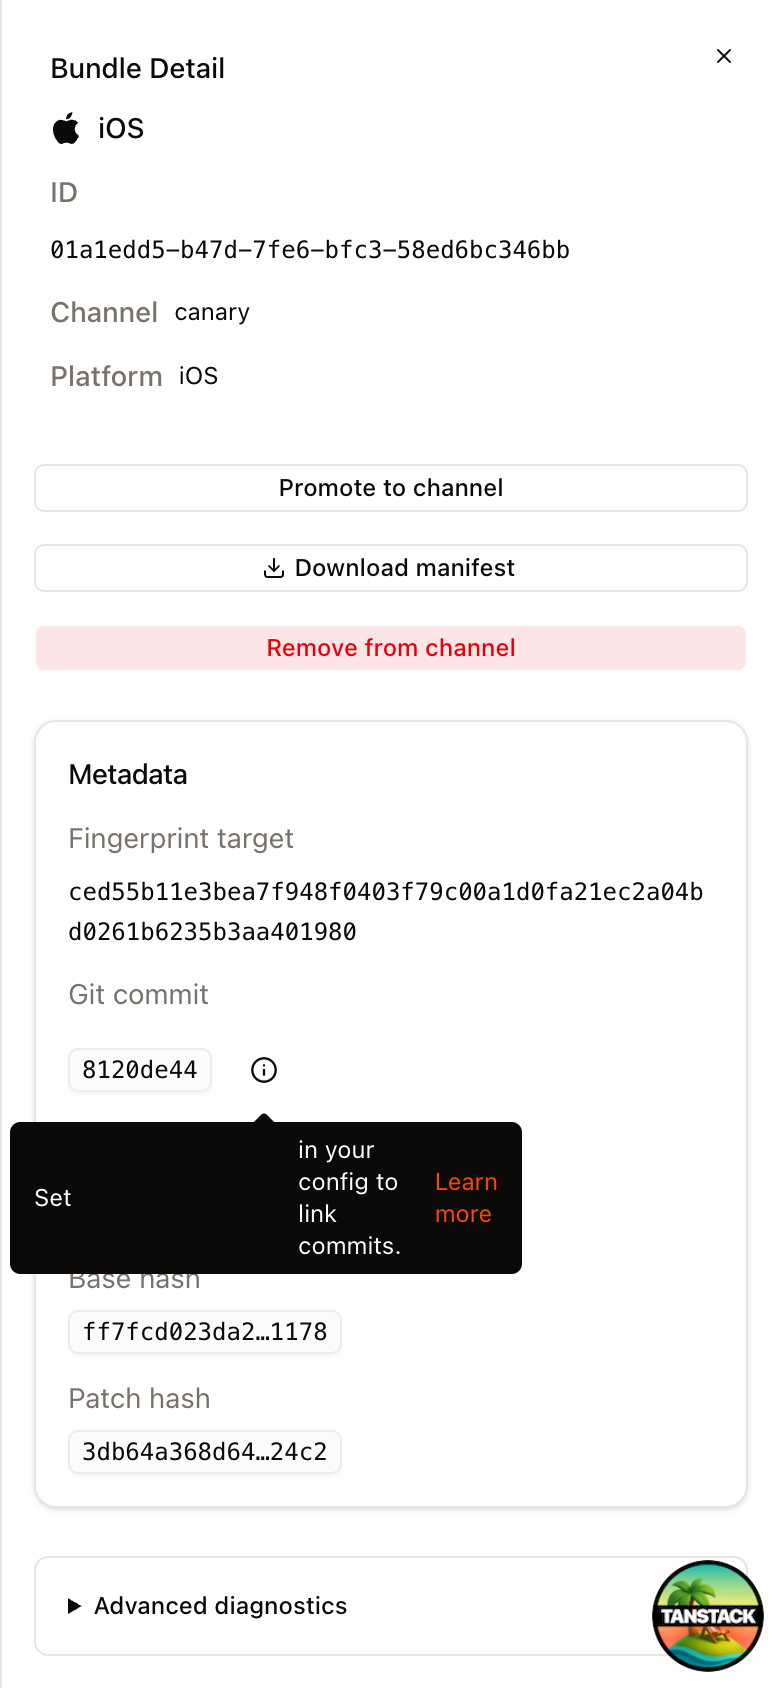 Bundle Detail
iOS
ID
01a1edd5-b47d-7fe6-bfc3-58ed6bc346bb
Channel canary
Platform iOS
Promote to channel
Download manifest
Remove from channel
Metadata
Fingerprint target
ced55b11e3bea7f948f0403f79c00a1d0fa21ec2a04b
d0261b6235b3aa401980
Git commit
8120de44
Set
in your
config to
link
commits.
Learn
more
Base hash
ff7fcd023da2…1178
Patch hash
3db64a368d64…24c2
Advanced diagnostics
TANSTACK